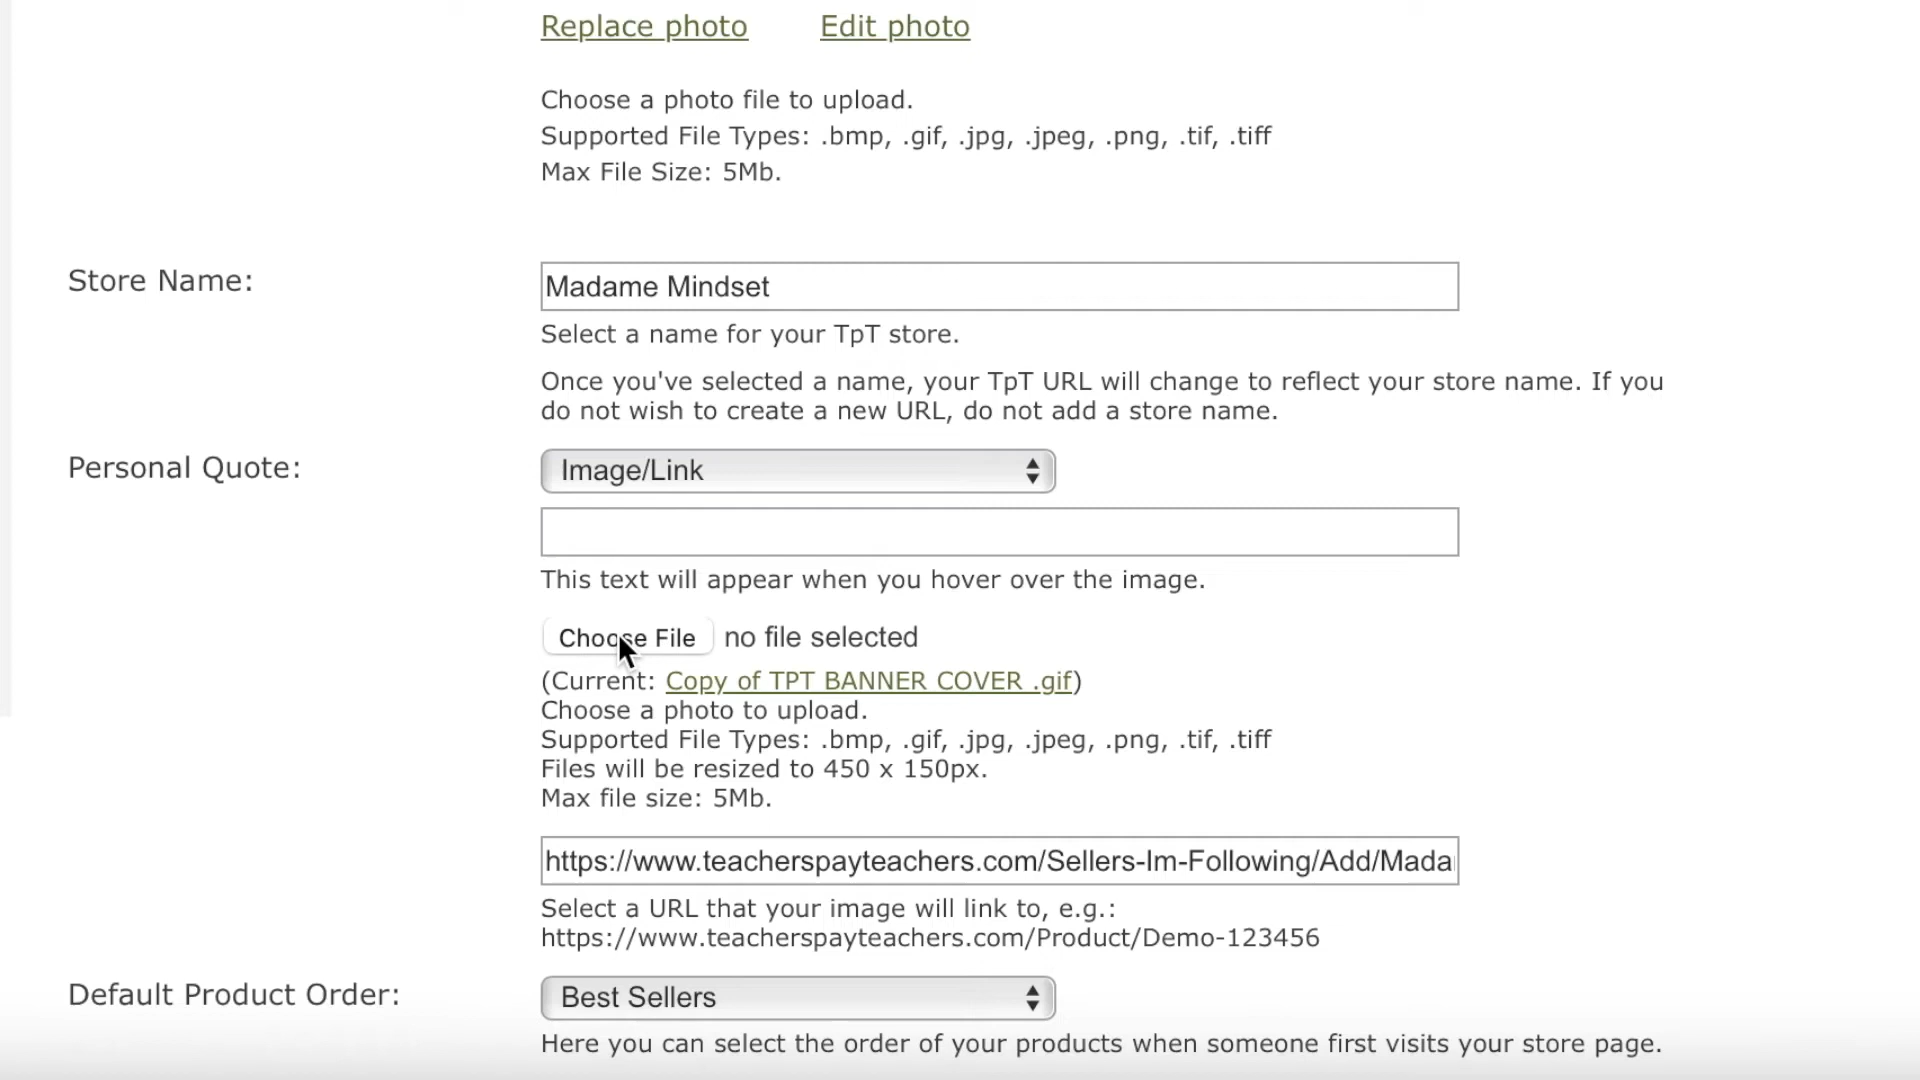 Replace photo Edit photo
Choose a photo file to upload.
Supported File Types: .bmp, .gif, .jpg, .jpeg, .png, .tif, .tiff
Max File Size: 5Mb.
Store Name: Madame Mindset
Select a name for your TpT store.
Once you've selected a name, your TpT URL will change to reflect your store name. If you
do not wish to create a new URL, do not add a store name.
Personal Quote: Image/Link
This text will appear when you hover over the image.
Choose File no file selected
(Current: Copy of TPT BANNER COVER .gif)
Choose a photo to upload.
Supported File Types: .bmp, .gif, .jpg, .jpeg, .png, .tif, .tiff
Files will be resized to 450 x 150px.
Max file size: 5Mb.
https://www.teacherspayteachers.com/Sellers-Im-Following/Add/Mada
Select a URL that your image will link to, e.g.:
https://www.teacherspayteachers.com/Product/Demo-123456
Default Product Order: Best Sellers
Here you can select the order of your products when someone first visits your store page.